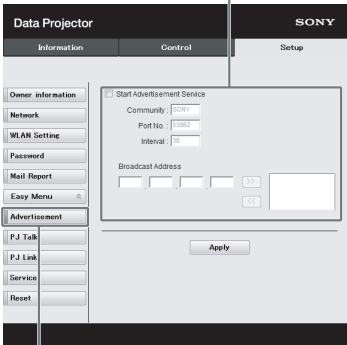 Data Projector
SONY
Information
Control
Setup
Owner information
Network
WLAN Setting
Password
Mail Report
Easy Menu
Advertisement
PJ Talk
PJ Link
Service
Reset
Start Advertisement Service
Community : SONY
Port No. : 53862
Interval : 30
Broadcast Address
. . .
>>
<<
Apply